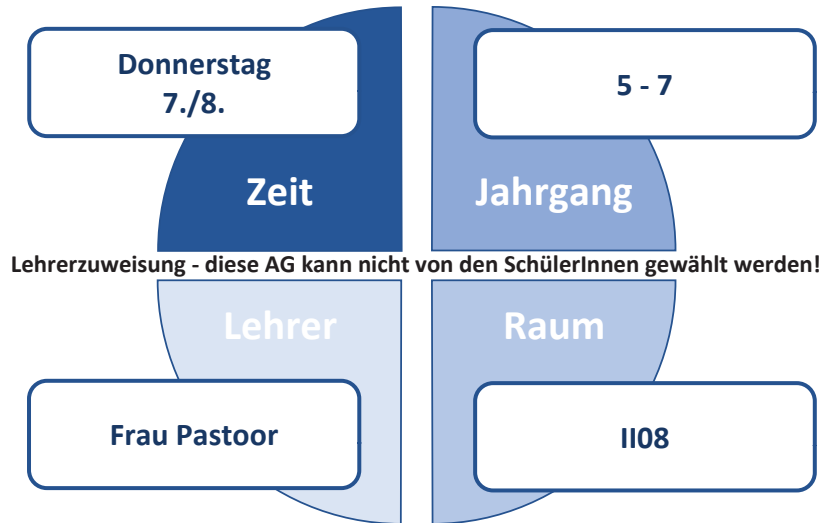 Donnerstag
7./8.
5 - 7
Zeit
Jahrgang
Lehrerzuweisung - diese AG kann nicht von den SchülerInnen gewählt werden!
Lehrer
Raum
Frau Pastoor
II08